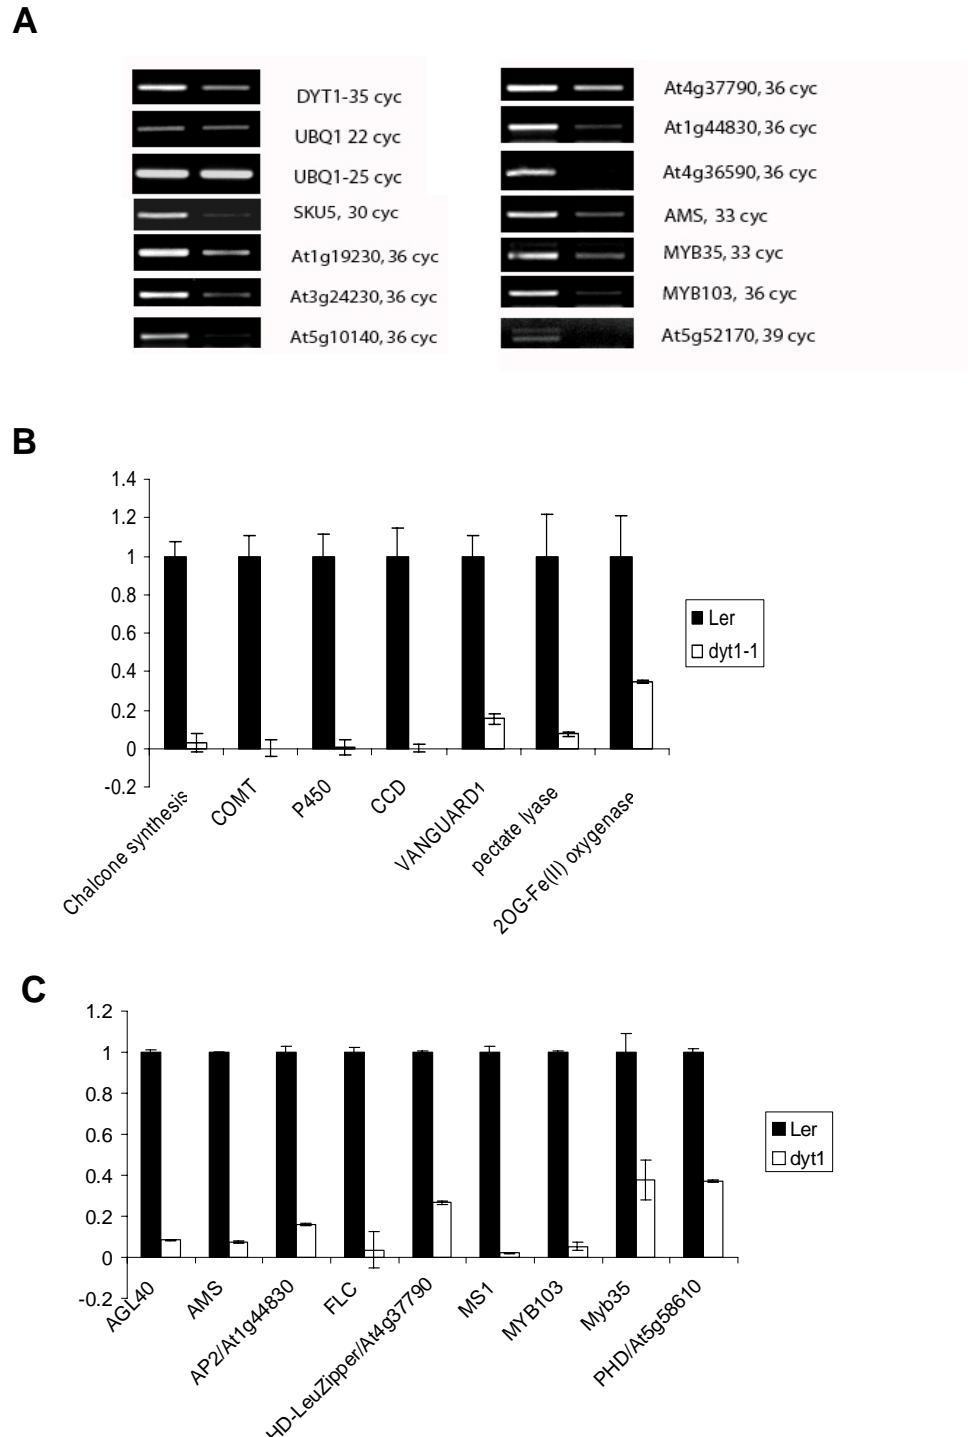 A
DYT1-35 cyc
UBQ1 22 cyc
UBQ1-25 cyc
SKU5, 30 cyc
At1g19230, 36 cyc
At3g24230, 36 cyc
At5g10140, 36 cyc
At4g37790, 36 cyc
At1g44830, 36 cyc
At4g36590, 36 cyc
AMS, 33 cyc
MYB35, 33 cyc
MYB103, 36 cyc
At5g52170, 39 cyc
B
1.4
1.2
1
0.8
0.6
0.4
0.2
0
-0.2
Chalcone synthesis
COMT
P450
CCD
VANGUARD1
pectate lyase
2OG-Fe(II) oxygenase
Ler
dyt1-1
C
1.2
1
0.8
0.6
0.4
0.2
0
-0.2
AGL40
AMS
AP2/At1g44830
FLC
HD-LeuZipper/At4g37790
MS1
MYB103
Myb35
PHD/At5g58610
Ler
dyt1